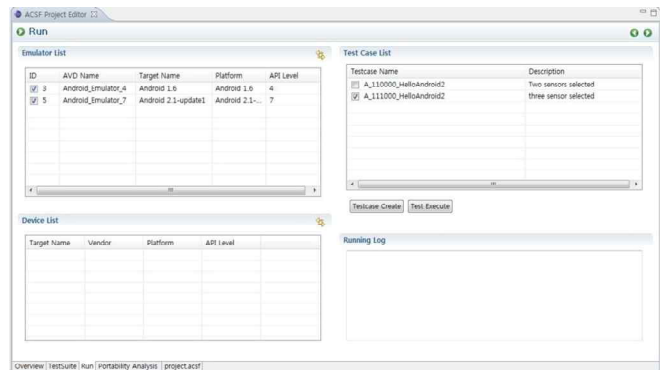 ACSF Project Editor
Run
Emulator List
ID AVD Name Target Name Platform API Level
3 Android_Emulator_4 Android 1.6 Android 1.6 4
5 Android_Emulator_7 Android 2.1-update1 Android 2.1-... 7
Device List
Target Name Vendor Platform API Level
Test Case List
Testcase Name Description
A_110000_HelloAndroid2 Two sensors selected
A_111000_HelloAndroid2 three sensor selected
Testcase Create Test Execute
Running Log
Overview TestSuite Run Portability Analysis project.acsf